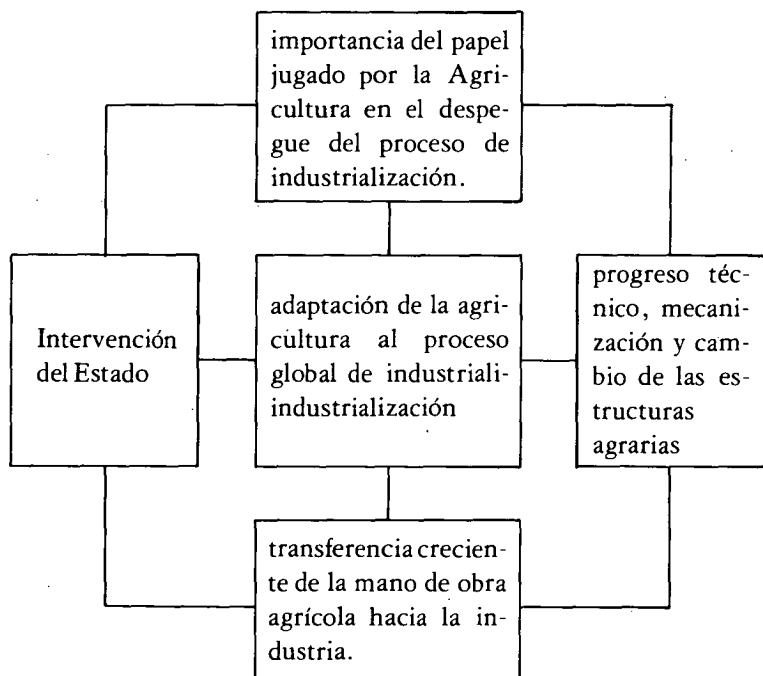 importancia del papel
jugado por la Agri-
cultura en el despe-
gue del proceso de
industrialización.
Intervención
del Estado
adaptación de la agri-
cultura al proceso
global de industriali-
industrialización
progreso téc-
nico, mecani-
zación y cam-
bio de las es-
tructuras
agrarias
transferencia crecien-
te de la mano de obra
agrícola hacia la in-
dustria.